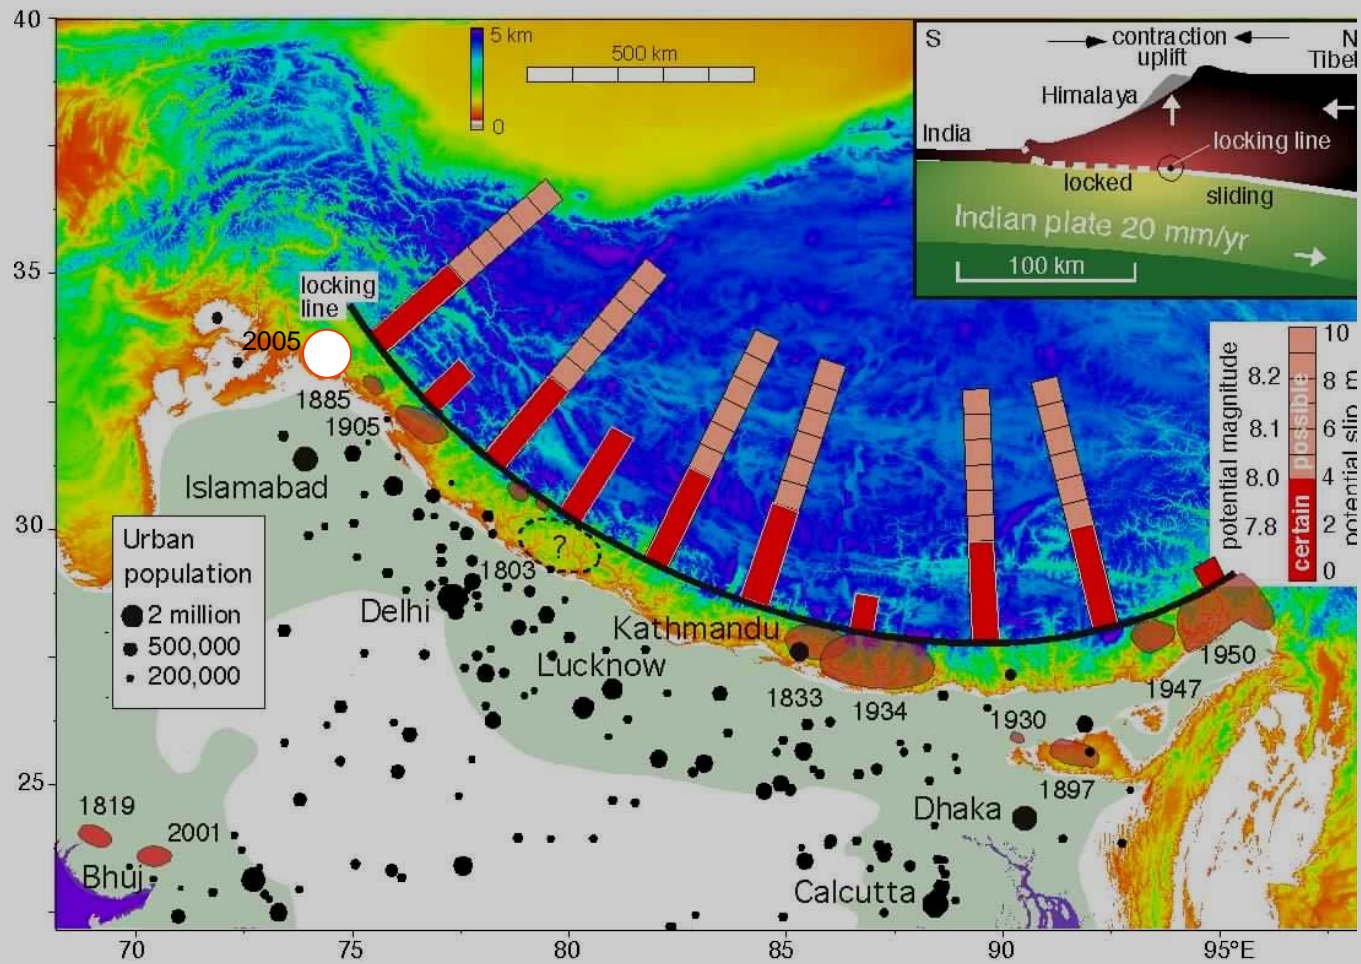 40
35
30
25
70
75
80
85
90
95°E
5 km
0
500 km
S
N
contraction
uplift
Tibet
Himalaya
India
locking line
locked
sliding
Indian plate 20 mm/yr
100 km
locking
line
2005
1885
1905
Islamabad
Urban
population
2 million
500,000
200,000
?
1803
Delhi
Kathmandu
Lucknow
1833
1934
1930
1947
1950
1897
Dhaka
Calcutta
1819
2001
Bhuj
potential magnitude
8.2
8.1
8.0
7.8
certain
possible
10
8
6
4
2
0
potential slip, m